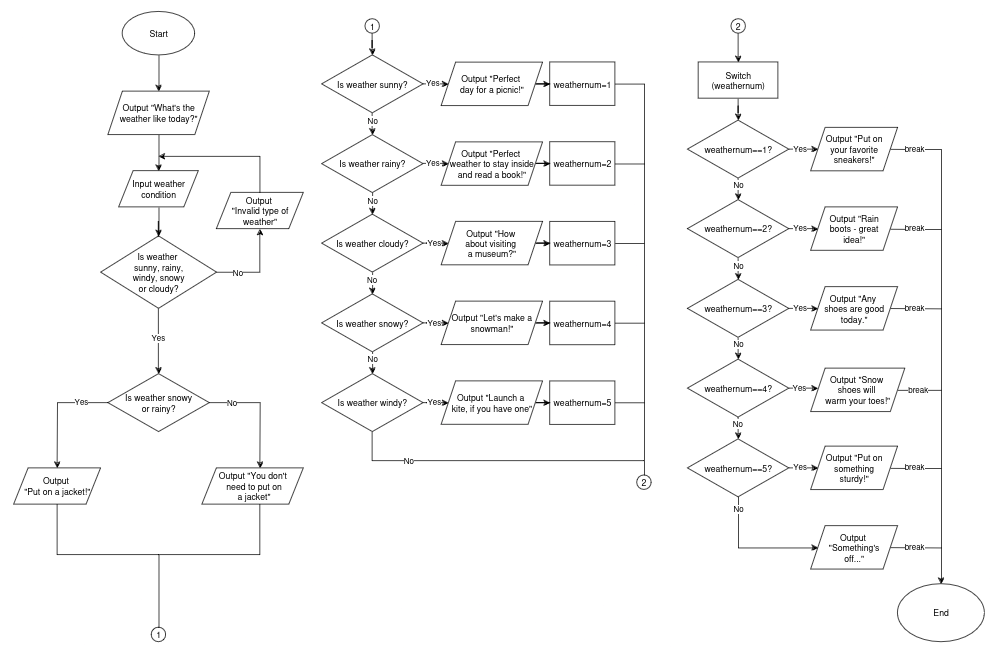 Start
Output "What's the
weather like today?"
Input weather
condition
Output
"Invalid type of
weather"
Is weather
sunny, rainy,
windy, snowy
or cloudy?
No
Yes
Is weather snowy
or rainy?
Yes
No
Output
"Put on a jacket!"
Output "You don't
need to put on
a jacket"
1
1
Is weather sunny?
Yes
Output "Perfect
day for a picnic!"
weathernum=1
No
Is weather rainy?
Yes
Output "Perfect
weather to stay inside
and read a book!"
weathernum=2
No
Is weather cloudy?
Yes
Output "How
about visiting
a museum?"
weathernum=3
No
Is weather snowy?
Yes
Output "Let's make a
snowman!"
weathernum=4
No
Is weather windy?
Yes
Output "Launch a
kite, if you have one"
weathernum=5
No
2
2
Switch
(weathernum)
weathernum==1?
Yes
Output "Put on
your favorite
sneakers!"
break
No
weathernum==2?
Yes
Output "Rain
boots - great
idea!"
break
No
weathernum==3?
Yes
Output "Any
shoes are good
today."
break
No
weathernum==4?
Yes
Output "Snow
shoes will
warm your toes!"
break
No
weathernum==5?
Yes
Output "Put on
something
sturdy!"
break
No
Output
"Something's
off..."
break
End